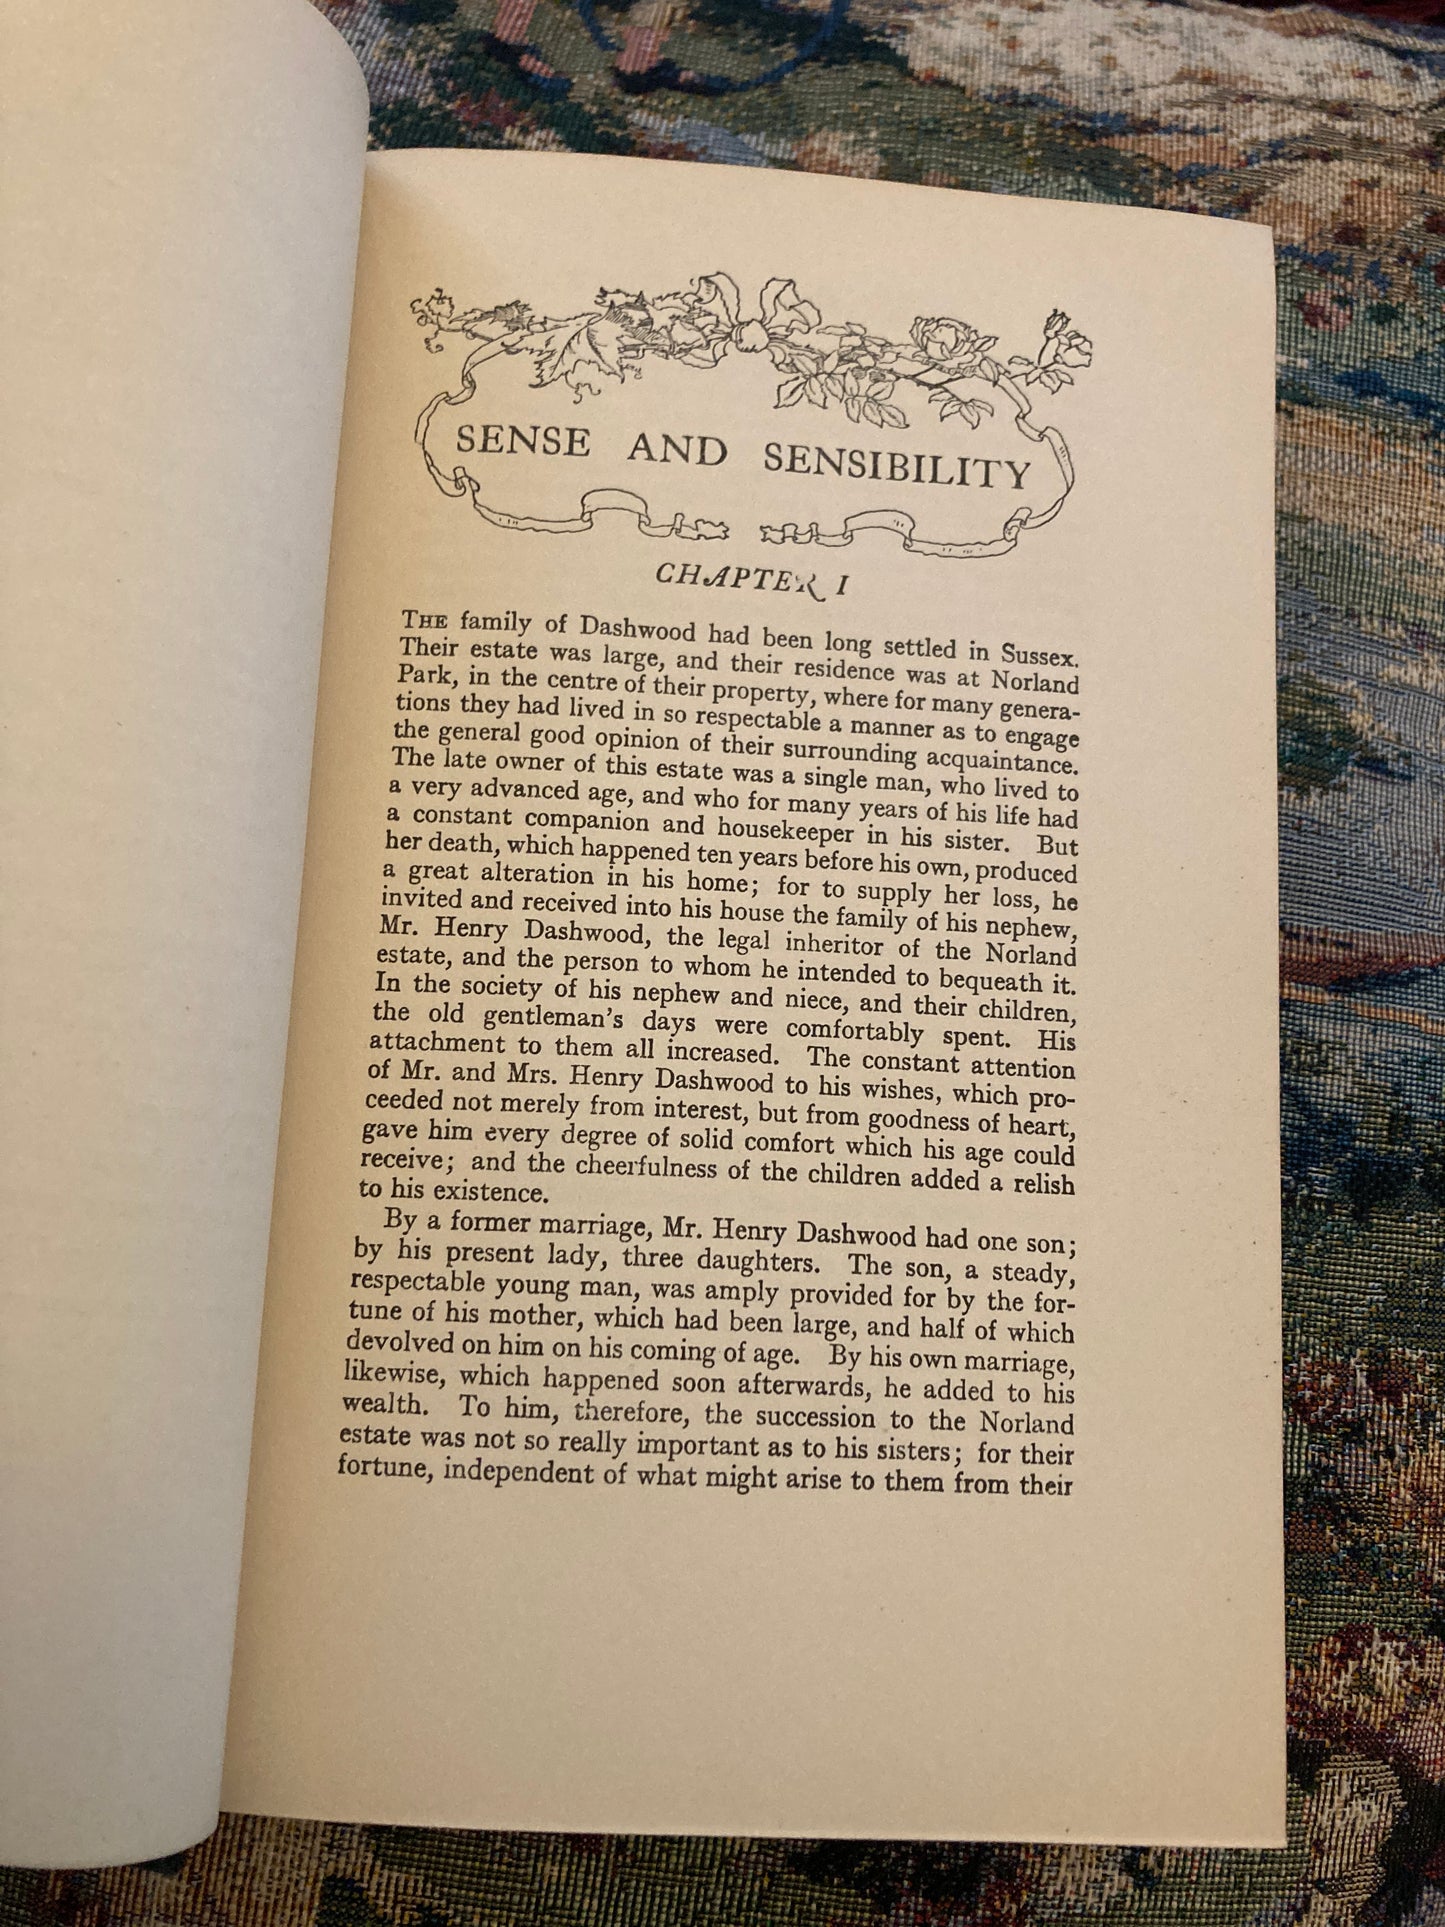 SENSE AND SENSIBILITY
CHAPTER I
THE family of Dashwood had been long settled in Sussex.
Their estate was large, and their residence was at Norland
Park, in the centre of their property, where for many genera-
tions they had lived in so respectable a manner as to engage
the general good opinion of their surrounding acquaintance.
The late owner of this estate was a single man, who lived to
a very advanced age, and who for many years of his life had
a constant companion and housekeeper in his sister. But
her death, which happened ten years before his own, produced
a great alteration in his home; for to supply her loss, he
invited and received into his house the family of his nephew,
Mr. Henry Dashwood, the legal inheritor of the Norland
estate, and the person to whom he intended to bequeath it.
In the society of his nephew and niece, and their children,
the old gentleman's days were comfortably spent. His
attachment to them all increased. The constant attention
of Mr. and Mrs. Henry Dashwood to his wishes, which pro-
ceeded not merely from interest, but from goodness of heart,
gave him every degree of solid comfort which his age could
receive; and the cheerfulness of the children added a relish
to his existence.
By a former marriage, Mr. Henry Dashwood had one son;
by his present lady, three daughters. The son, a steady,
respectable young man, was amply provided for by the for-
tune of his mother, which had been large, and half of which
devolved on him on his coming of age. By his own marriage,
likewise, which happened soon afterwards, he added to his
wealth. To him, therefore, the succession to the Norland
estate was not so really important as to his sisters; for their
fortune, independent of what might arise to them from their